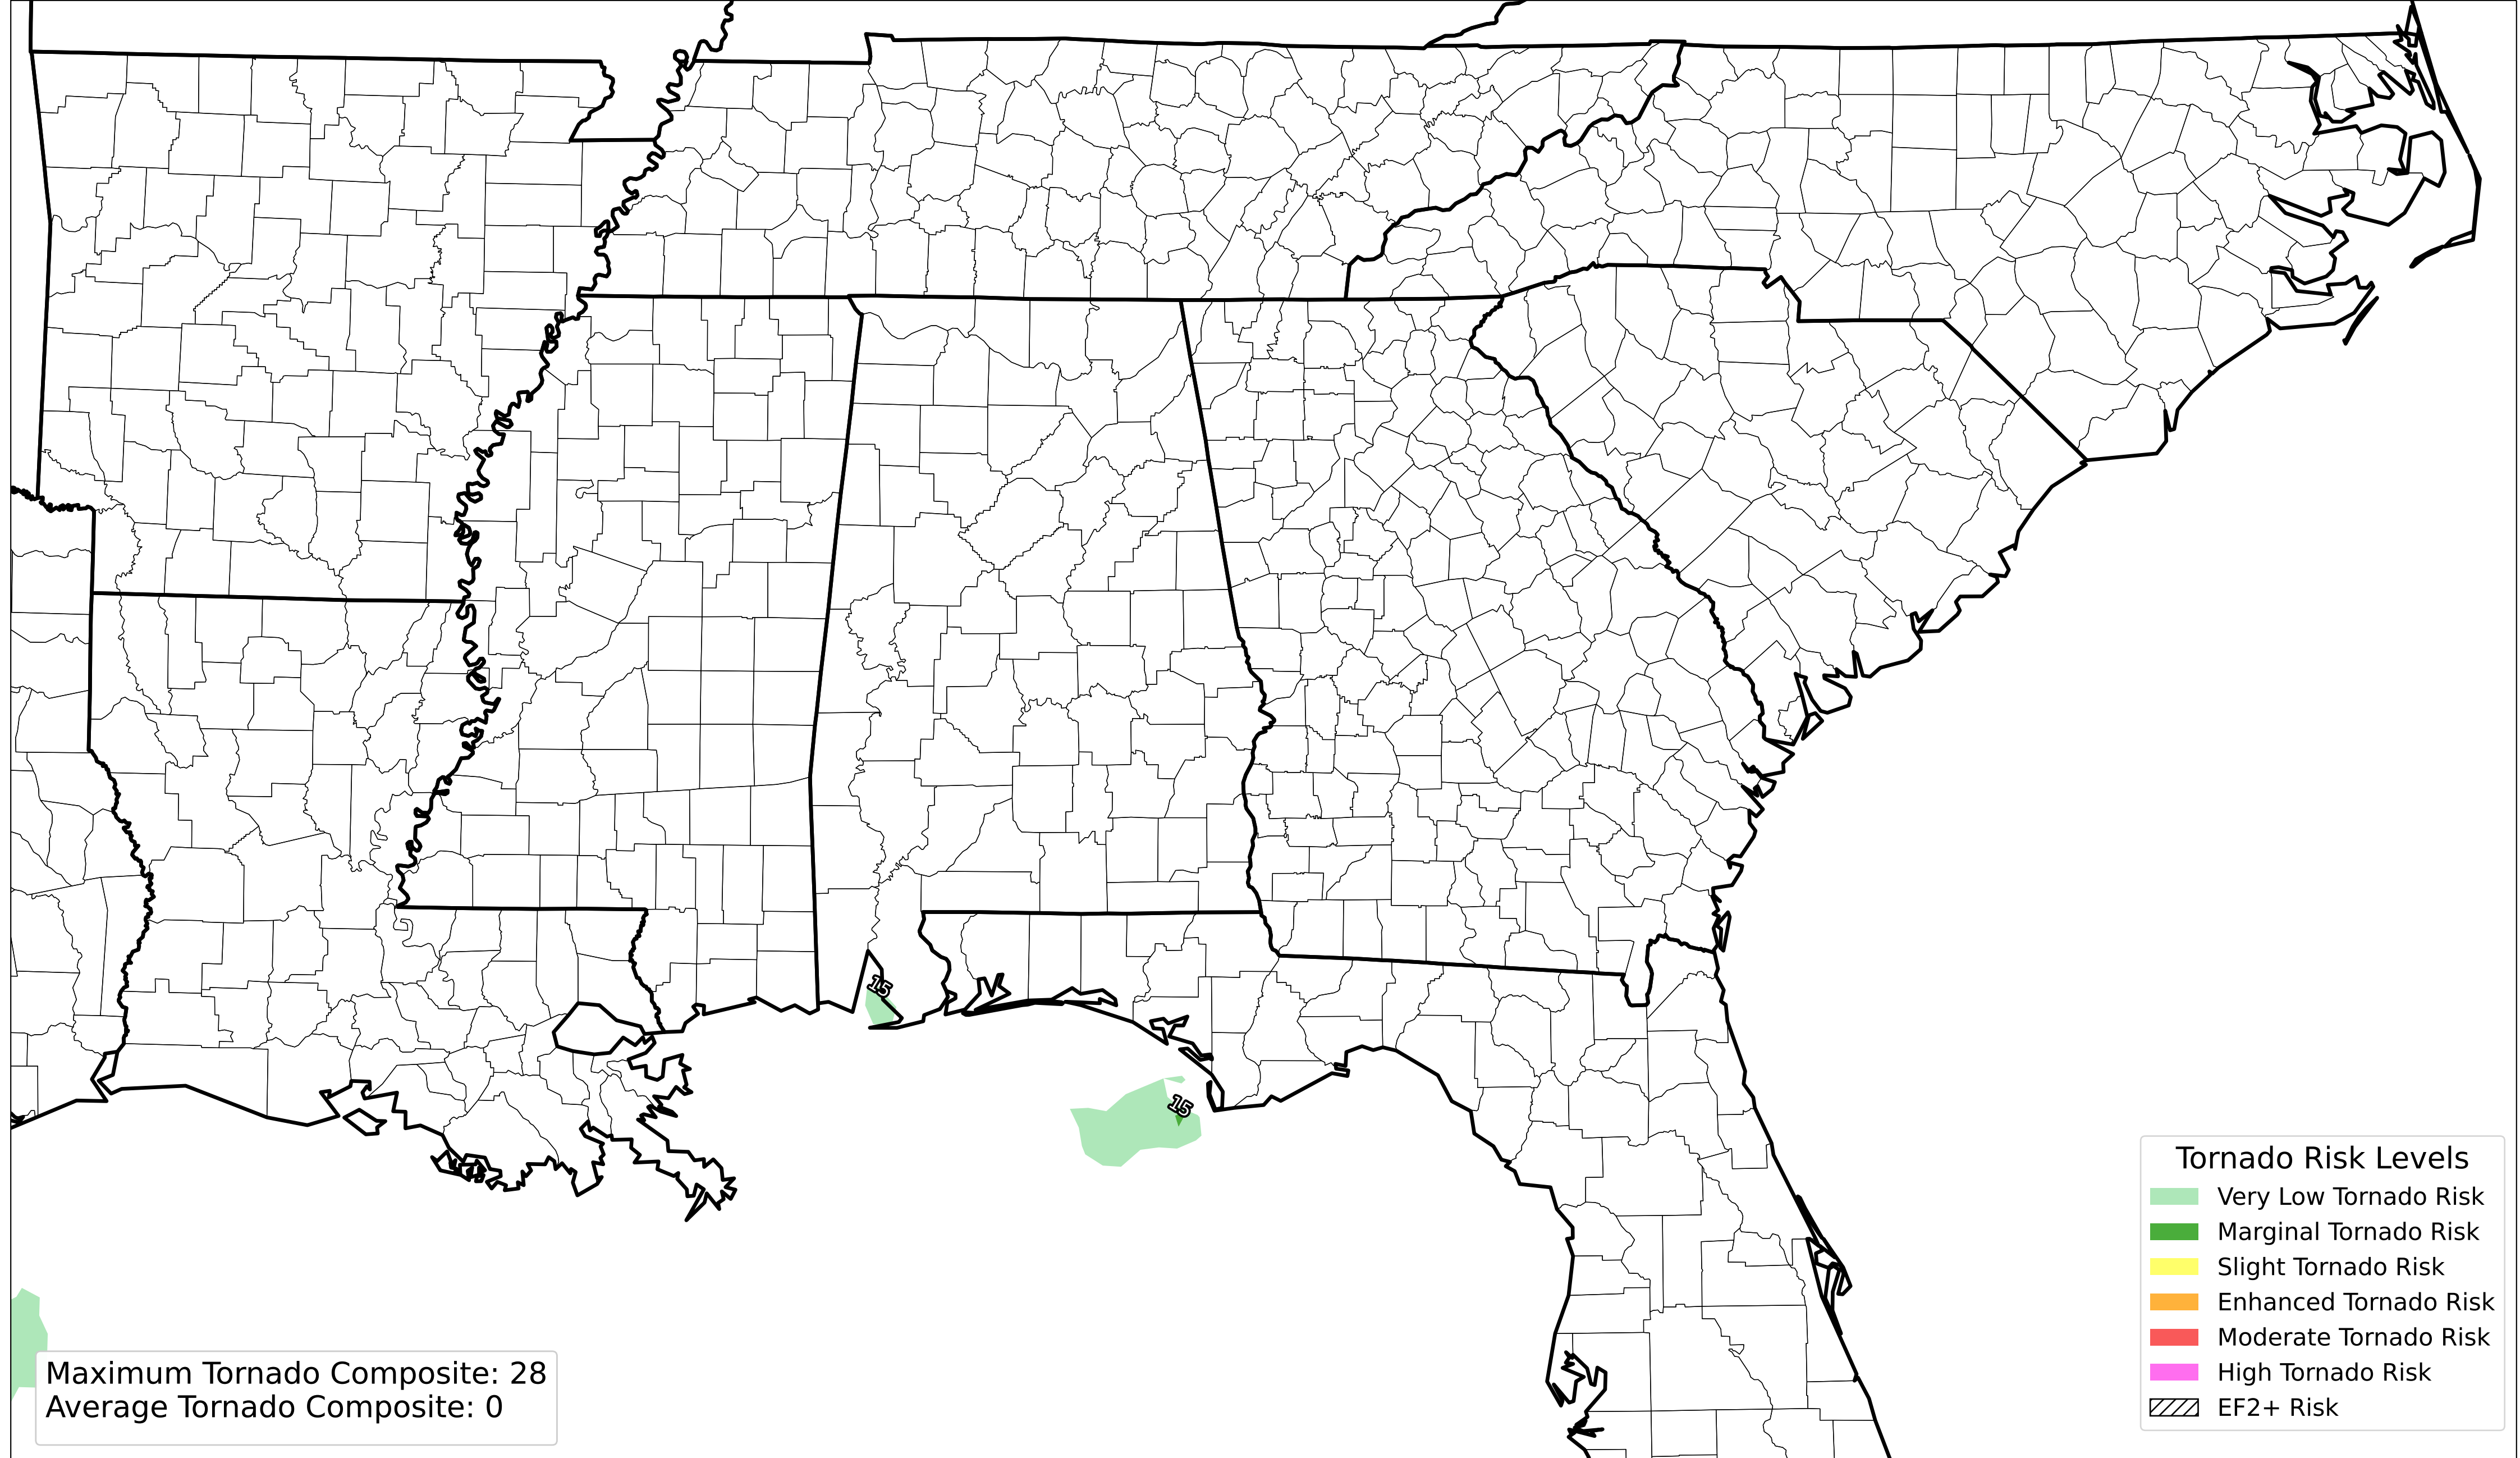 15
15
Maximum Tornado Composite: 28
Average Tornado Composite: 0
Tornado Risk Levels
Very Low Tornado Risk
Marginal Tornado Risk
Slight Tornado Risk
Enhanced Tornado Risk
Moderate Tornado Risk
High Tornado Risk
EF2+ Risk